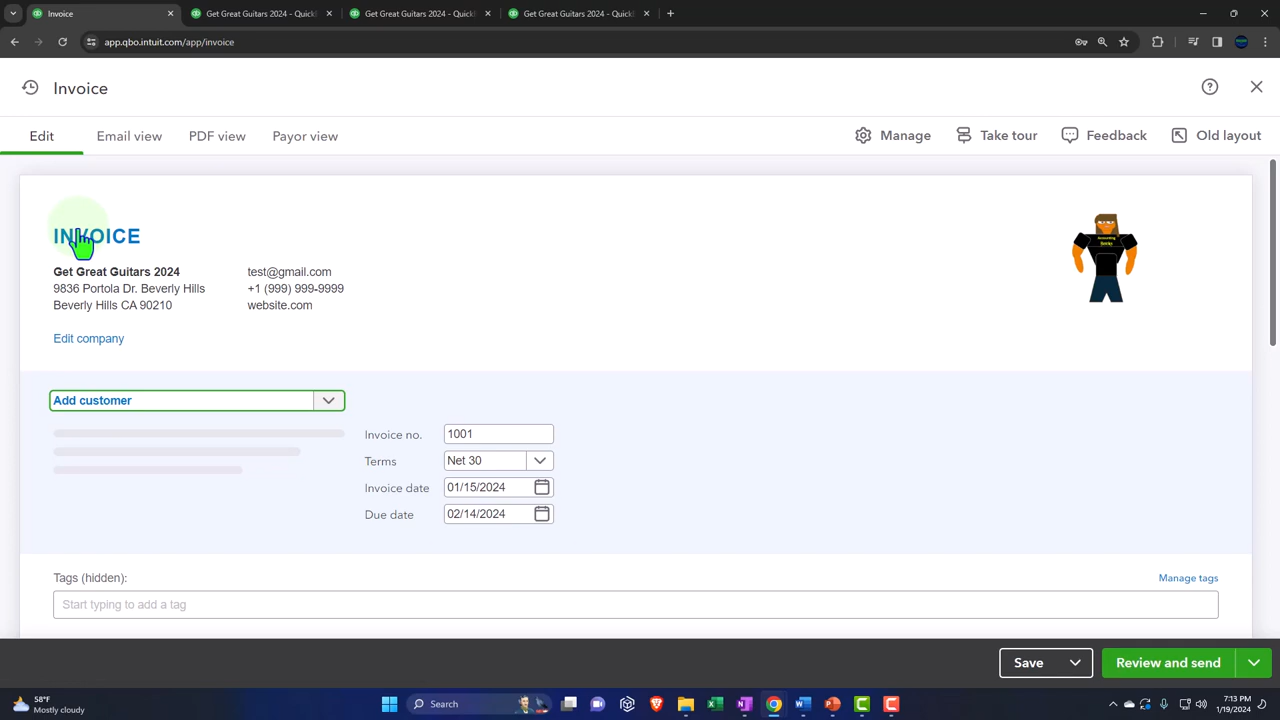 Invoice
Get Great Guitars 2024 - QuickB
Get Great Guitars 2024 - QuickB
Get Great Guitars 2024 - QuickB
app.qbo.intuit.com/app/invoice
Invoice
Edit
Email view
PDF view
Payor view
Manage
Take tour
Feedback
Old layout
INVOICE
Get Great Guitars 2024
9836 Portola Dr. Beverly Hills
Beverly Hills CA 90210
test@gmail.com
+1 (999) 999-9999
website.com
Edit company
Add customer
Invoice no. 1001
Terms Net 30
Invoice date 01/15/2024
Due date 02/14/2024
Tags (hidden):
Manage tags
Start typing to add a tag
Save
Review and send
58°F
Mostly cloudy
Search
7:13 PM
1/19/2024